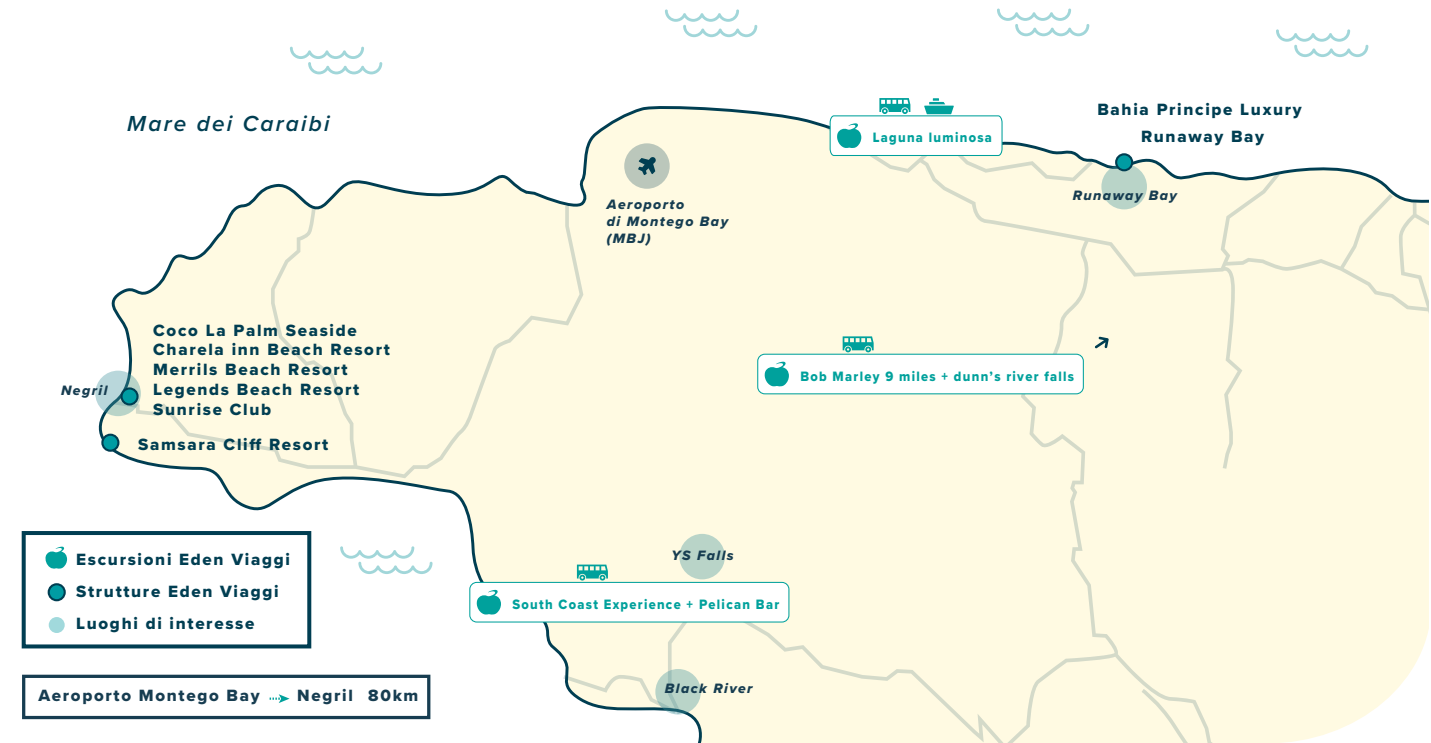 Mare dei Caraibi
Laguna luminosa
Bahia Principe Luxury
Runaway Bay
Runaway Bay
Aeroporto
di Montego Bay
(MBJ)
Coco La Palm Seaside
Charela inn Beach Resort
Merrils Beach Resort
Legends Beach Resort
Sunrise Club
Negril
Samsara Cliff Resort
Bob Marley 9 miles + dunn's river falls
YS Falls
South Coast Experience + Pelican Bar
Black River
Escursioni Eden Viaggi
Strutture Eden Viaggi
Luoghi di interesse
Aeroporto Montego Bay Negril 80km